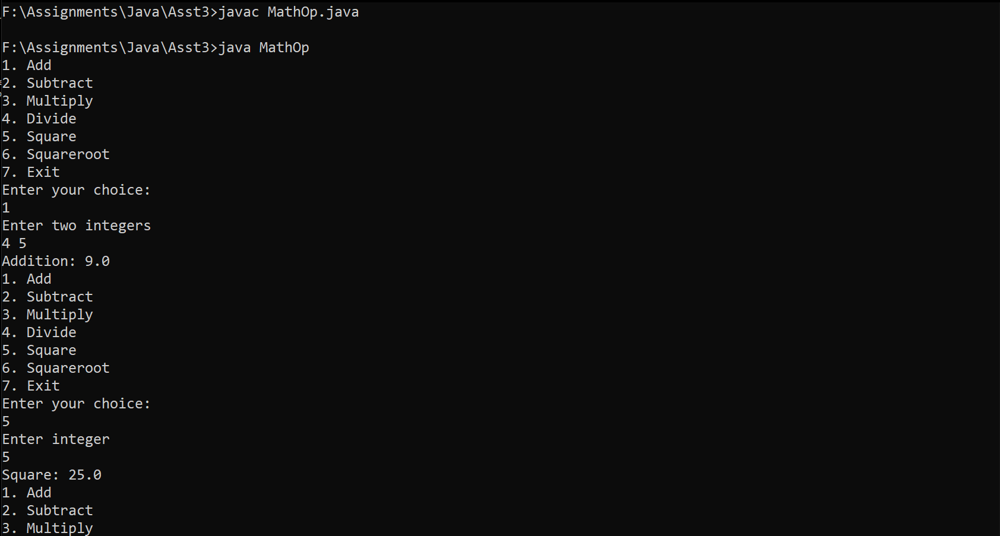 F:\Assignments\Java\Asst3>javac MathOp.java
F:\Assignments\Java\Asst3>java MathOp
1. Add
2. Subtract
3. Multiply
4. Divide
5. Square
6. Squareroot
7. Exit
Enter your choice:
1
Enter two integers
4 5
Addition: 9.0
1. Add
2. Subtract
3. Multiply
4. Divide
5. Square
6. Squareroot
7. Exit
Enter your choice:
5
Enter integer
5
Square: 25.0
1. Add
2. Subtract
3. Multiply